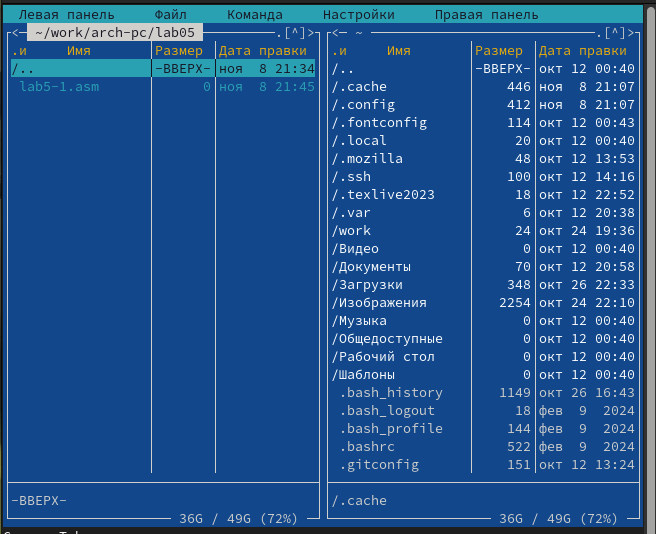 Левая панель Файл Команда Настройки Правая панель
<─ ~/work/arch-pc/lab05 .[^]>
.и Имя Размер Дата правки
/.. -ВВЕРХ- ноя 8 21:34
lab5-1.asm 0 ноя 8 21:45
-ВВЕРХ-
36G / 49G (72%)
<─ ~ .[^]>
.и Имя Размер Дата правки
/.. -ВВЕРХ- окт 12 00:40
/.cache 446 ноя 8 21:07
/.config 412 ноя 8 21:07
/.fontconfig 114 окт 12 00:43
/.local 20 окт 12 00:40
/.mozilla 48 окт 12 13:53
/.ssh 100 окт 12 14:16
/.texlive2023 18 окт 12 22:52
/.var 6 окт 12 20:38
/work 24 окт 24 19:36
/Видео 0 окт 12 00:40
/Документы 70 окт 12 20:58
/Загрузки 348 окт 26 22:33
/Изображения 2254 окт 24 22:10
/Музыка 0 окт 12 00:40
/Общедоступные 0 окт 12 00:40
/Рабочий стол 0 окт 12 00:40
/Шаблоны 0 окт 12 00:40
.bash_history 1149 окт 26 16:43
.bash_logout 18 фев 9 2024
.bash_profile 144 фев 9 2024
.bashrc 522 фев 9 2024
.gitconfig 151 окт 12 13:24
/.cache
36G / 49G (72%)